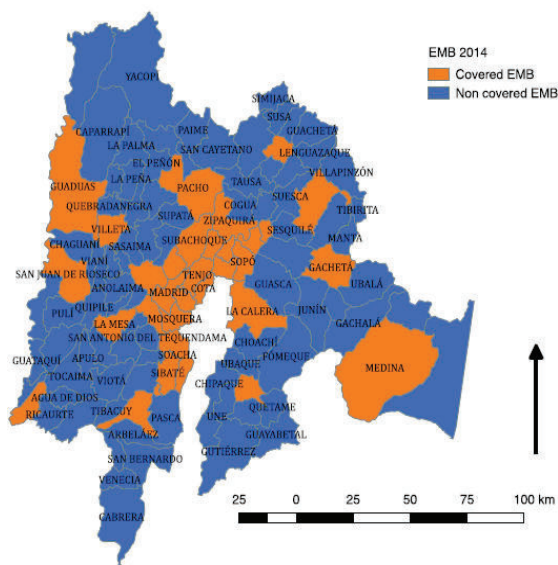 EMB 2014
Covered EMB
Non covered EMB
YACOPÍ
SIMIJACA
SUSA
CAPARRAPÍ
PAIME
GUACHETÁ
LA PALMA
SAN CAYETANO
LENGUAZAQUE
EL PEÑÓN
VILLAPINZÓN
LA PEÑA
TAUSA
GUADUAS
PACHO
SUESCA
QUEBRADANEGRA
COGUA
TIBIRITA
SUPATÁ
ZIPAQUIRÁ
VILLETA
SESQUILÉ
CHAGUANÍ
SASAIMA
SUBACHOQUE
MANTA
VIANÍ
SOPÓ
GACHETÁ
SAN JUAN DE RIOSECO
TENJO
ANOLAIMA
MADRID
COTA
GUASCA
UBALÁ
PULÍ
QUIPILE
LA MESA
MOSQUERA
LA CALERA
JUNÍN
GACHALÁ
SAN ANTONIO DEL TEQUENDAMA
CHOACHÍ
GUATAQUÍ
APULO
SOACHA
FÓMEQUE
UBAQUE
MEDINA
TOCAIMA
VIOTÁ
SIBATÉ
CHIPAQUE
AGUA DE DIOS
RICAURTE
TIBACUY
PASCA
UNE
QUETAME
ARBELÁEZ
GUAYABETAL
GUTIÉRREZ
SAN BERNARDO
VENECIA
CABRERA
25 0 25 50 75 100 km